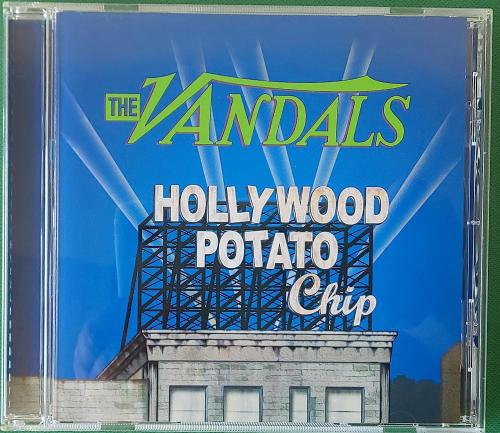 THE VANDALS
HOLLYWOOD
POTATO
Chip